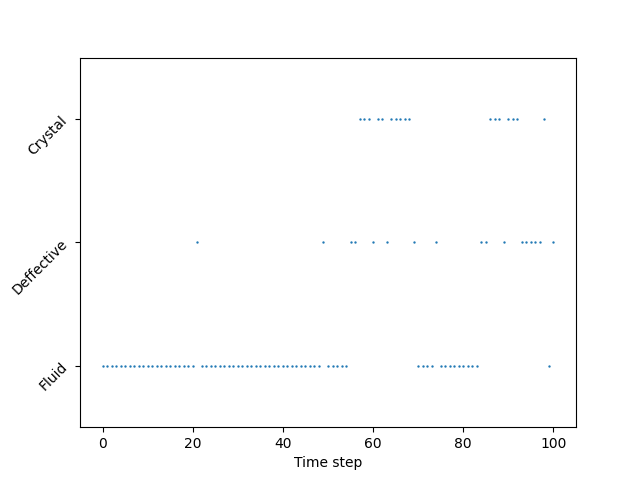 Crystal
Deffective
Fluid
0 20 40 60 80 100
Time step